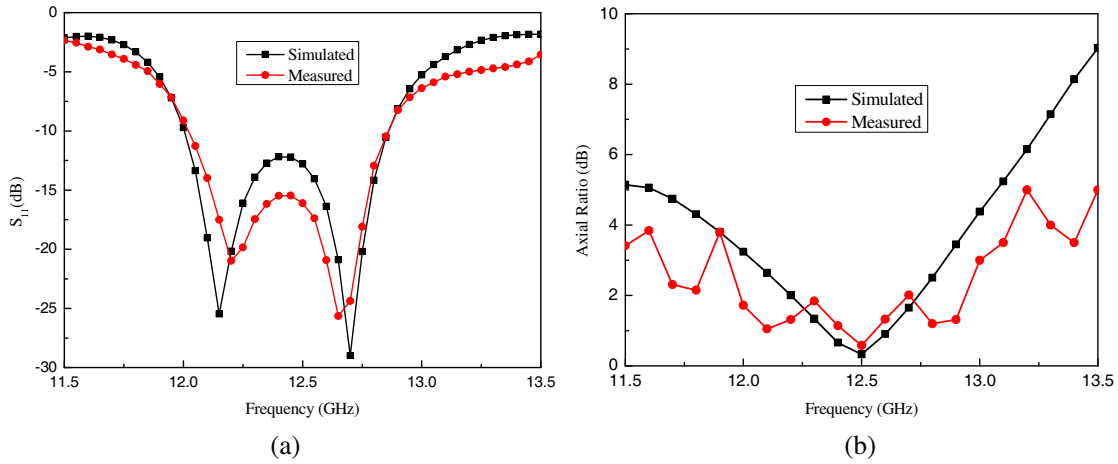 0
-5
-10
-15
-20
-25
-30
S11(dB)
Simulated
Measured
11.5 12.0 12.5 13.0 13.5
Frequency (GHz)
(a)
10
8
6
4
2
0
Axial Ratio (dB)
Simulated
Measured
11.5 12.0 12.5 13.0 13.5
Frequency (GHz)
(b)